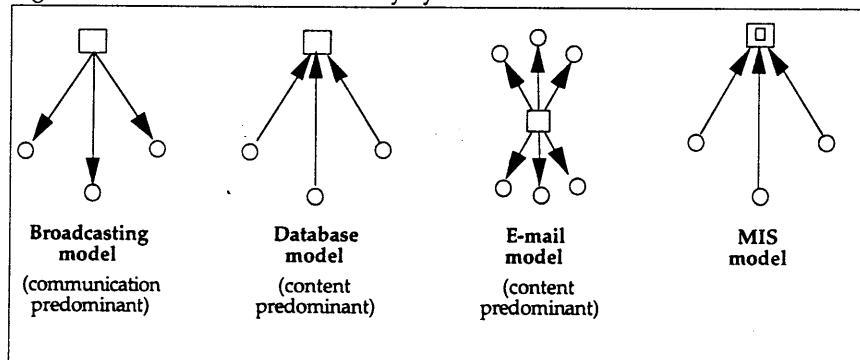 Broadcasting
model
(communication
predominant)
Database
model
(content
predominant)
E-mail
model
(content
predominant)
MIS
model